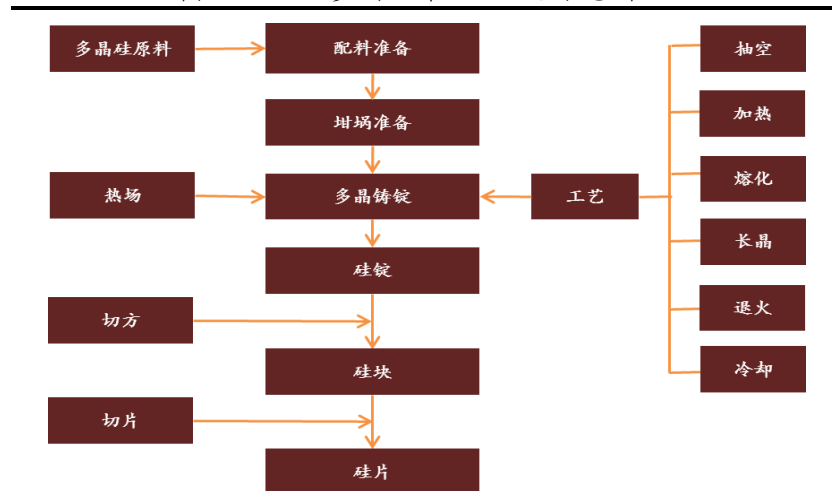 多晶硅原料
配料准备
抽空
坩埚准备
加热
热场
多晶铸锭
工艺
熔化
硅锭
长晶
切方
退火
硅块
冷却
切片
硅片